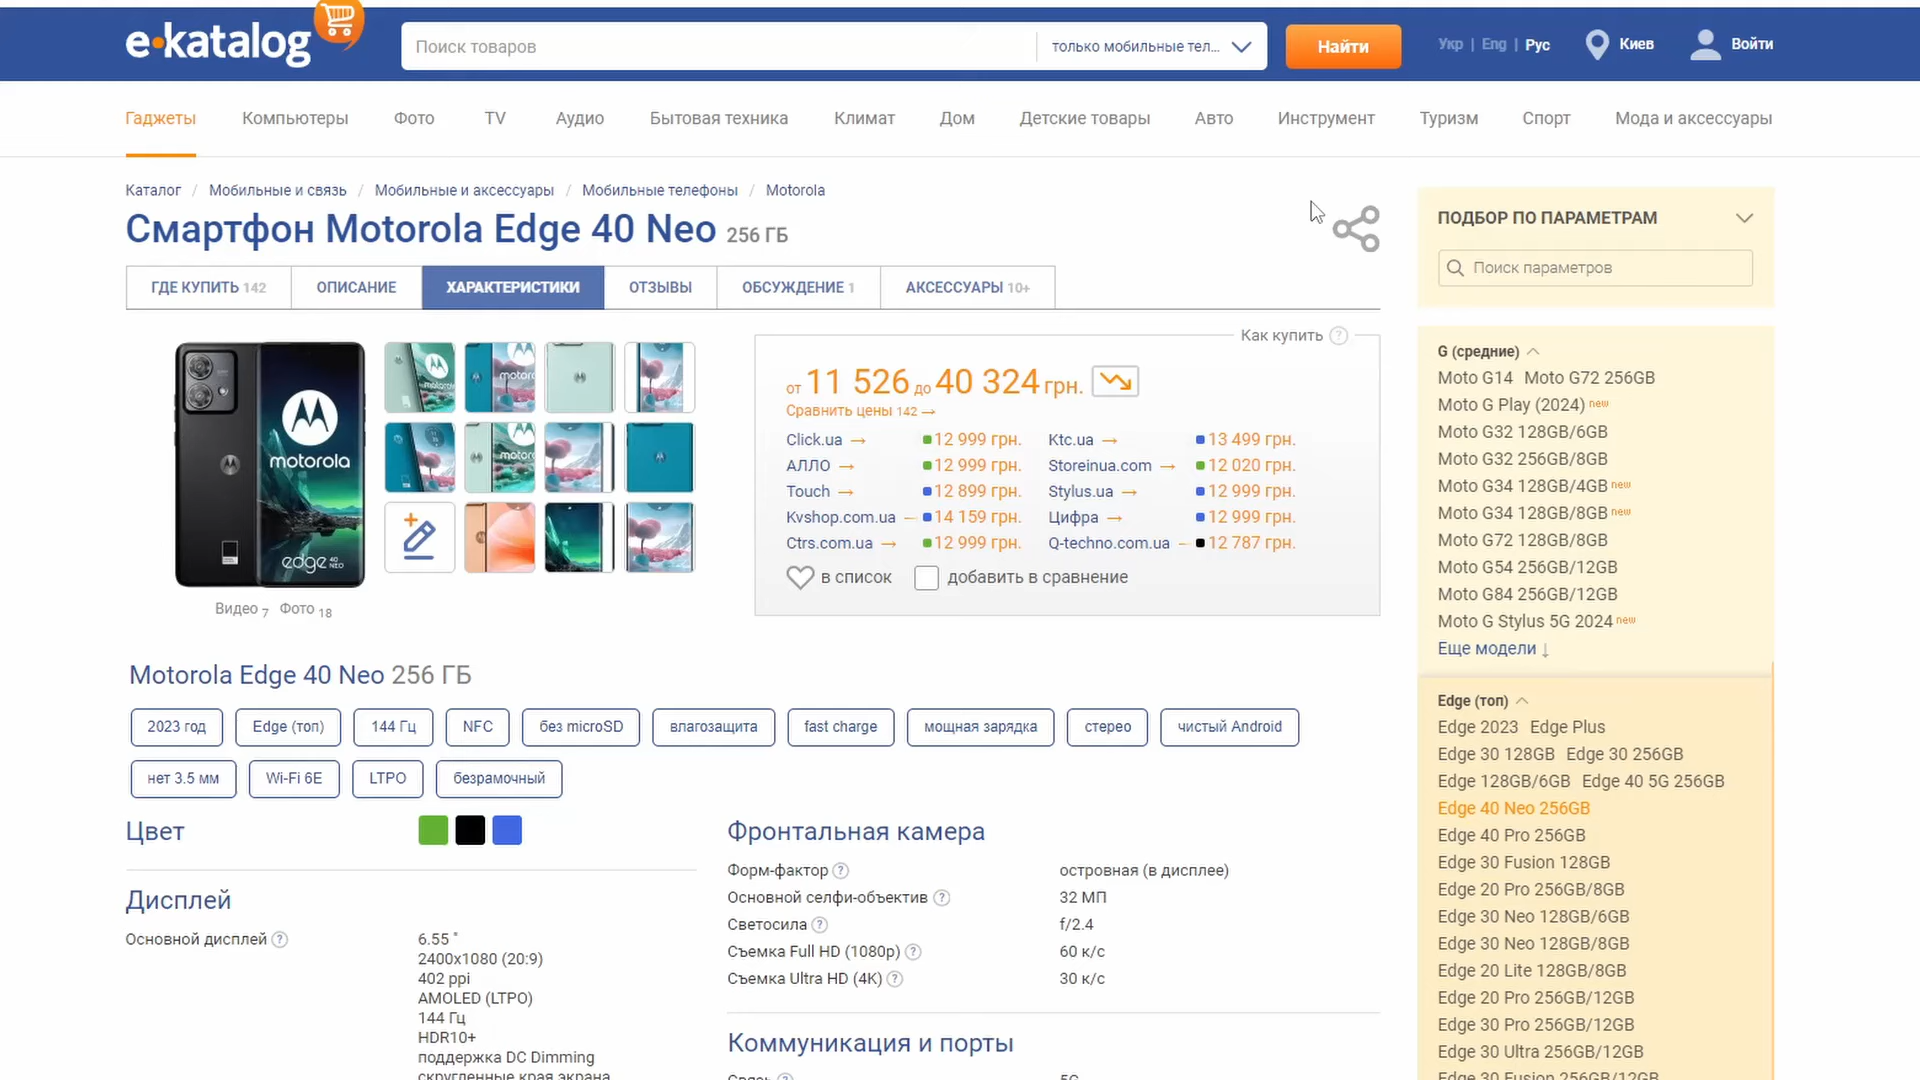 e·katalog
Поиск товаров
только мобильные тел...
Найти
Укр | Eng | Рус
Киев
Войти
Гаджеты
Компьютеры
Фото
TV
Аудио
Бытовая техника
Климат
Дом
Детские товары
Авто
Инструмент
Туризм
Спорт
Мода и аксессуары
Каталог / Мобильные и связь / Мобильные и аксессуары / Мобильные телефоны / Motorola
Смартфон Motorola Edge 40 Neo 256 ГБ
ГДЕ КУПИТЬ 142
ОПИСАНИЕ
ХАРАКТЕРИСТИКИ
ОТЗЫВЫ
ОБСУЖДЕНИЕ 1
АКСЕССУАРЫ 10+
motorola
edge 40 NEO
Видео 7 Фото 18
Как купить ?
от 11 526 до 40 324 грн.
Сравнить цены 142 →
Click.ua → 12 999 грн. Ktc.ua → 13 499 грн.
АЛЛО → 12 999 грн. Storeinua.com → 12 020 грн.
Touch → 12 899 грн. Stylus.ua → 12 999 грн.
Kvshop.com.ua 14 159 грн. Цифра → 12 999 грн.
Ctrs.com.ua → 12 999 грн. Q-techno.com.ua 12 787 грн.
в список
добавить в сравнение
Motorola Edge 40 Neo 256 ГБ
2023 год
Edge (топ)
144 Гц
NFC
без microSD
влагозащита
fast charge
мощная зарядка
стерео
чистый Android
нет 3.5 мм
Wi-Fi 6E
LTPO
безрамочный
Цвет
Дисплей
Основной дисплей ?
6.55 "
2400x1080 (20:9)
402 ppi
AMOLED (LTPO)
144 Гц
HDR10+
поддержка DC Dimming
скругленные края экрана
Фронтальная камера
Форм-фактор ? островная (в дисплее)
Основной селфи-объектив ? 32 МП
Светосила ? f/2.4
Съемка Full HD (1080p) ? 60 к/с
Съемка Ultra HD (4K) ? 30 к/с
Коммуникация и порты
Связь ? 5G
ПОДБОР ПО ПАРАМЕТРАМ
Поиск параметров
G (средние)
Moto G14 Moto G72 256GB
Moto G Play (2024) new
Moto G32 128GB/6GB
Moto G32 256GB/8GB
Moto G34 128GB/4GB new
Moto G34 128GB/8GB new
Moto G72 128GB/8GB
Moto G54 256GB/12GB
Moto G84 256GB/12GB
Moto G Stylus 5G 2024 new
Еще модели ↓
Edge (топ)
Edge 2023 Edge Plus
Edge 30 128GB Edge 30 256GB
Edge 128GB/6GB Edge 40 5G 256GB
Edge 40 Neo 256GB
Edge 40 Pro 256GB
Edge 30 Fusion 128GB
Edge 20 Pro 256GB/8GB
Edge 30 Neo 128GB/6GB
Edge 30 Neo 128GB/8GB
Edge 20 Lite 128GB/8GB
Edge 20 Pro 256GB/12GB
Edge 30 Pro 256GB/12GB
Edge 30 Ultra 256GB/12GB
Edge 30 Fusion 256GB/12GB